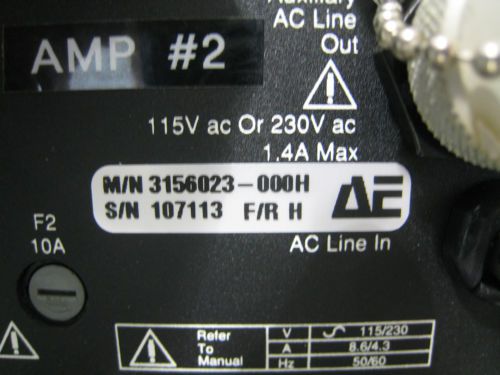 Auxiliary
AC Line
Out
AMP #2
115V ac Or 230V ac
1.4A Max
M/N 3156023-000H
S/N 107113 F/R H
AE
F2
10A
AC Line In
Refer
To
Manual
V 115/230
A 8.6/4.3
Hz 50/60